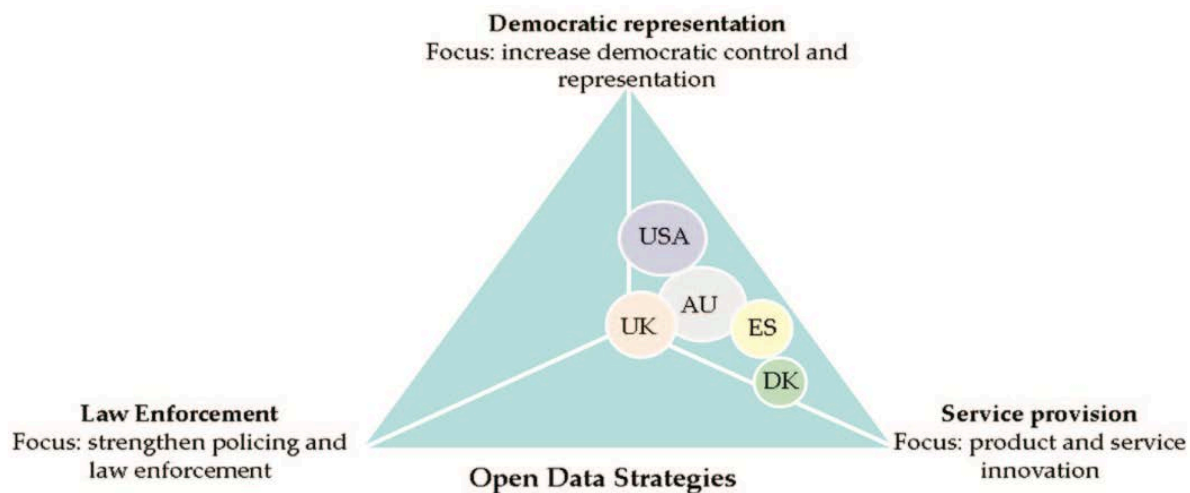 Democratic representation
Focus: increase democratic control and
representation
USA
AU
UK
ES
DK
Law Enforcement
Focus: strengthen policing and
law enforcement
Service provision
Focus: product and service
innovation
Open Data Strategies